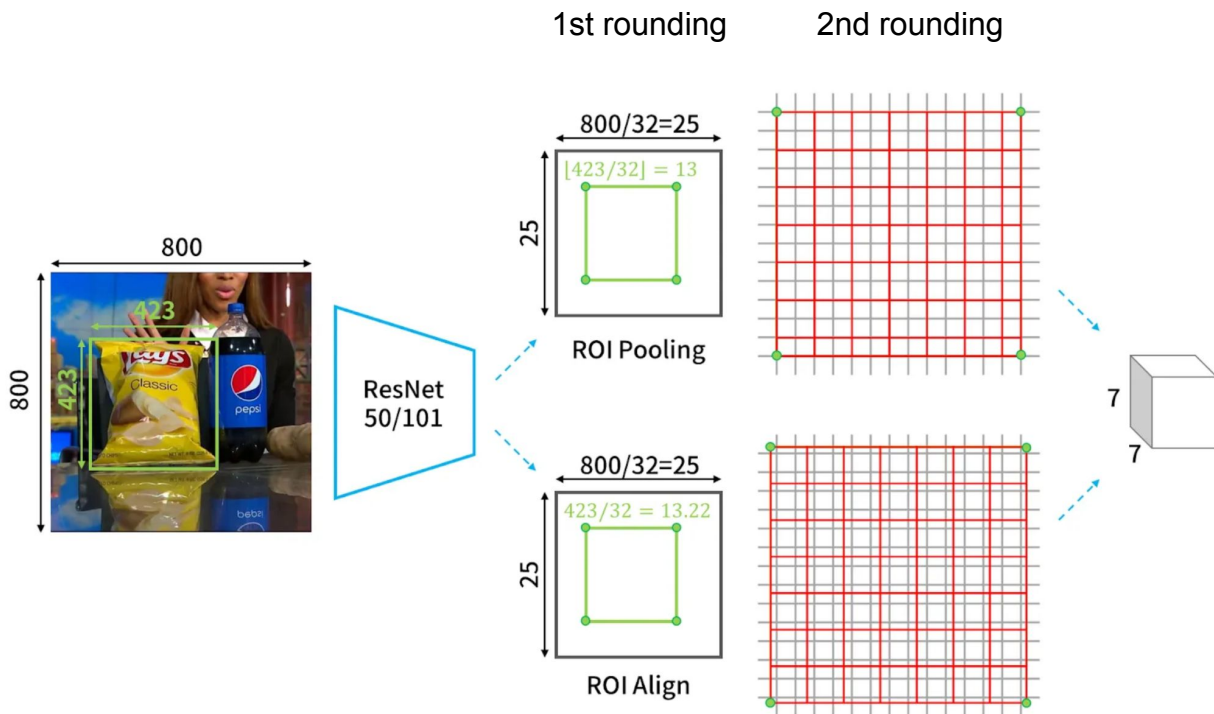 1st rounding
2nd rounding
800/32=25
⌊423/32⌋ = 13
25
ROI Pooling
800
800
423
423
Lay's
Classic
pepsi
ResNet
50/101
800/32=25
423/32 = 13.22
25
ROI Align
7
7